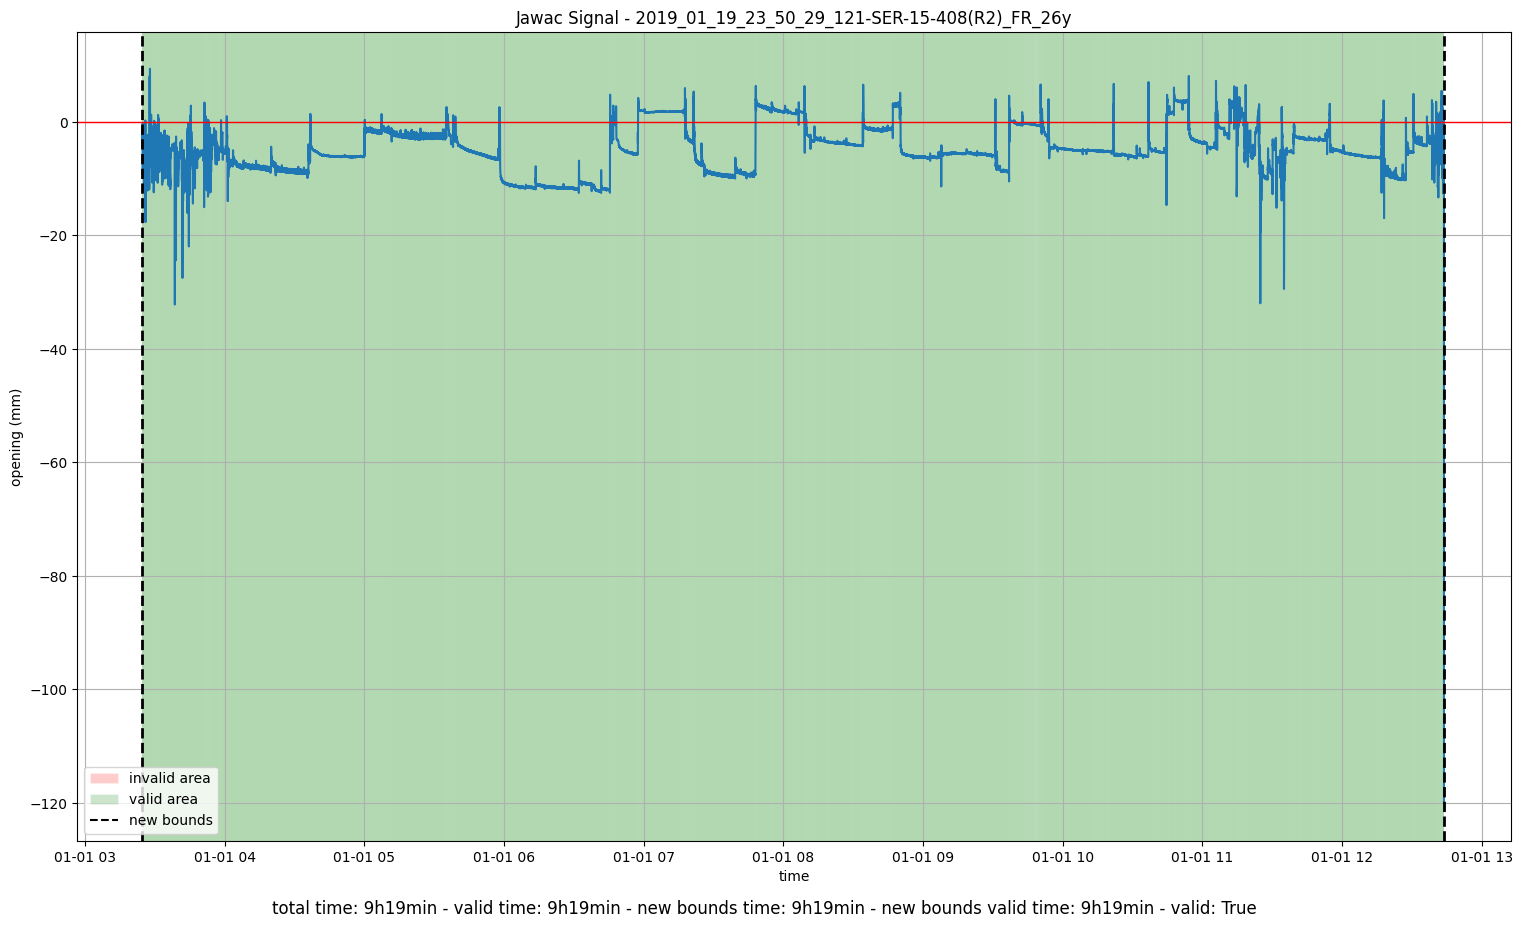 Jawac Signal - 2019_01_19_23_50_29_121-SER-15-408(R2)_FR_26y
opening (mm)
0
−20
−40
−60
−80
−100
−120
invalid area
valid area
new bounds
01-01 03 01-01 04 01-01 05 01-01 06 01-01 07 01-01 08 01-01 09 01-01 10 01-01 11 01-01 12 01-01 13
time
total time: 9h19min - valid time: 9h19min - new bounds time: 9h19min - new bounds valid time: 9h19min - valid: True